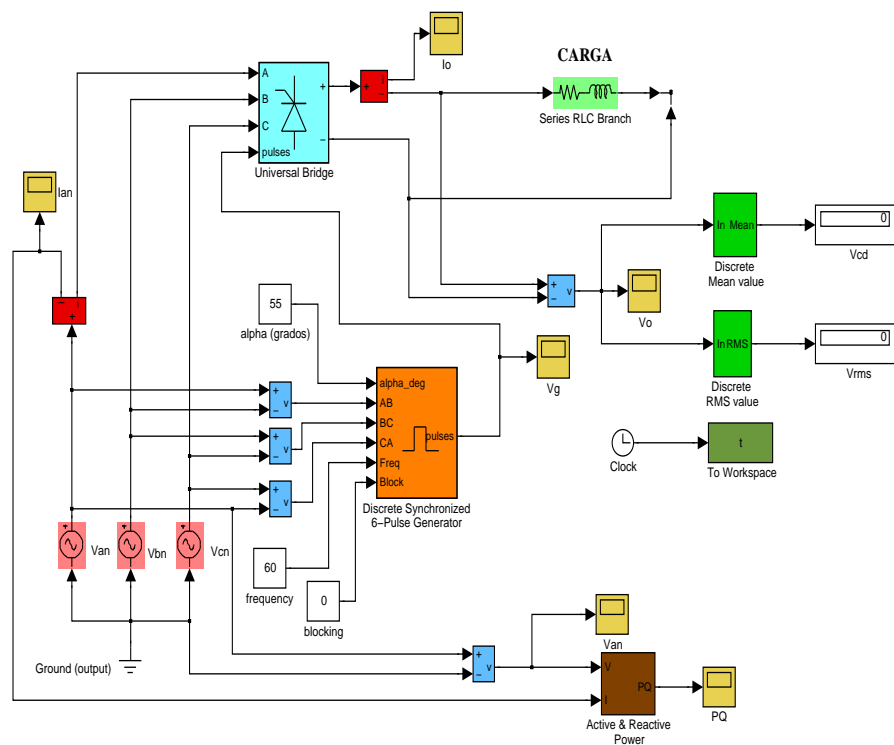 Io
CARGA
A
B
C
pulses
+
−
+
i
−
Series RLC Branch
Universal Bridge
Ian
In Mean
0
Vcd
Discrete
Mean value
− i
+
55
alpha (grados)
+
−
v
Vo
Vg
In RMS
0
Vrms
Discrete
RMS value
alpha_deg
AB
BC
CA
Freq
Block
pulses
Discrete Synchronized
6−Pulse Generator
+
−
v
+
−
v
+
−
v
Clock
t
To Workspace
+
Van
+
Vbn
+
Vcn
60
frequency
0
blocking
Ground (output)
+
−
v
Van
V
I
PQ
Active & Reactive
Power
PQ